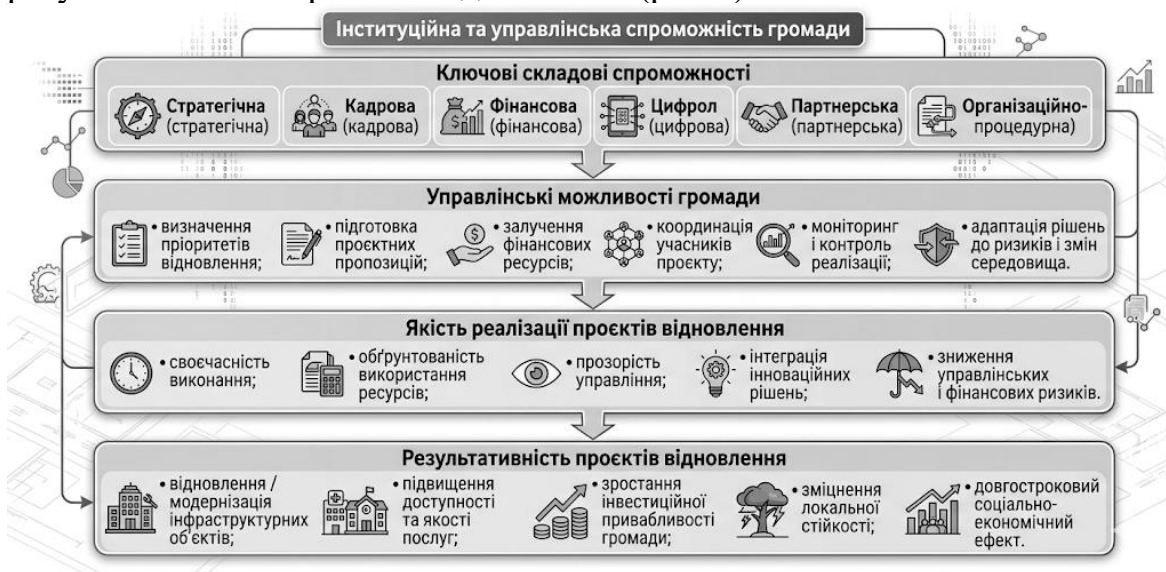 Інституційна та управлінська спроможність громади
Ключові складові спроможності
Стратегічна
(стратегічна)
Кадрова
(кадрова)
Фінансова
(фінансова)
Цифрол
(цифрова)
Партнерська
(партнерська)
Організаційно-
процедурна)
Управлінські можливості громади
• визначення
пріоритетів
відновлення;
• підготовка
проєктних
пропозицій;
• залучення
фінансових
ресурсів;
• координація
учасників
проєкту;
• моніторинг
і контроль
реалізації;
• адаптація рішень
до ризиків і змін
середовища.
Якість реалізації проєктів відновлення
• своєчасність
виконання;
• обґрунтованість
використання
ресурсів;
• прозорість
управління;
• інтеграція
інноваційних
рішень;
• зниження
управлінських
і фінансових ризиків.
Результативність проєктів відновлення
• відновлення /
модернізація
інфраструктурних
об'єктів;
• підвищення
доступності
та якості
послуг;
• зростання
інвестиційної
привабливості
громади;
• зміцнення
локальної
стійкості;
• довгостроковий
соціально-
економічний
ефект.